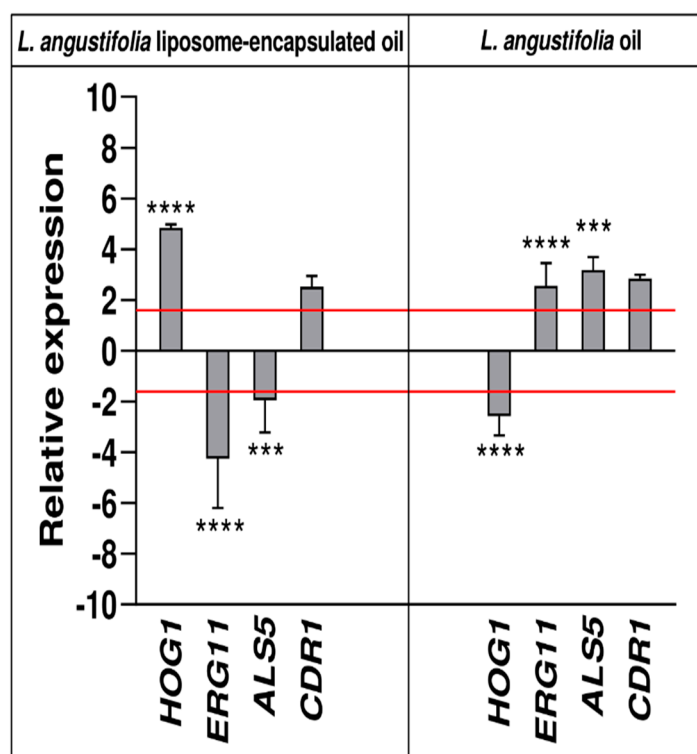 L. angustifolia liposome-encapsulated oil
L. angustifolia oil
Relative expression
10
8
6
4
2
0
-2
-4
-6
-8
-10
****
****
***
****
***
****
HOG1
ERG11
ALS5
CDR1
HOG1
ERG11
ALS5
CDR1